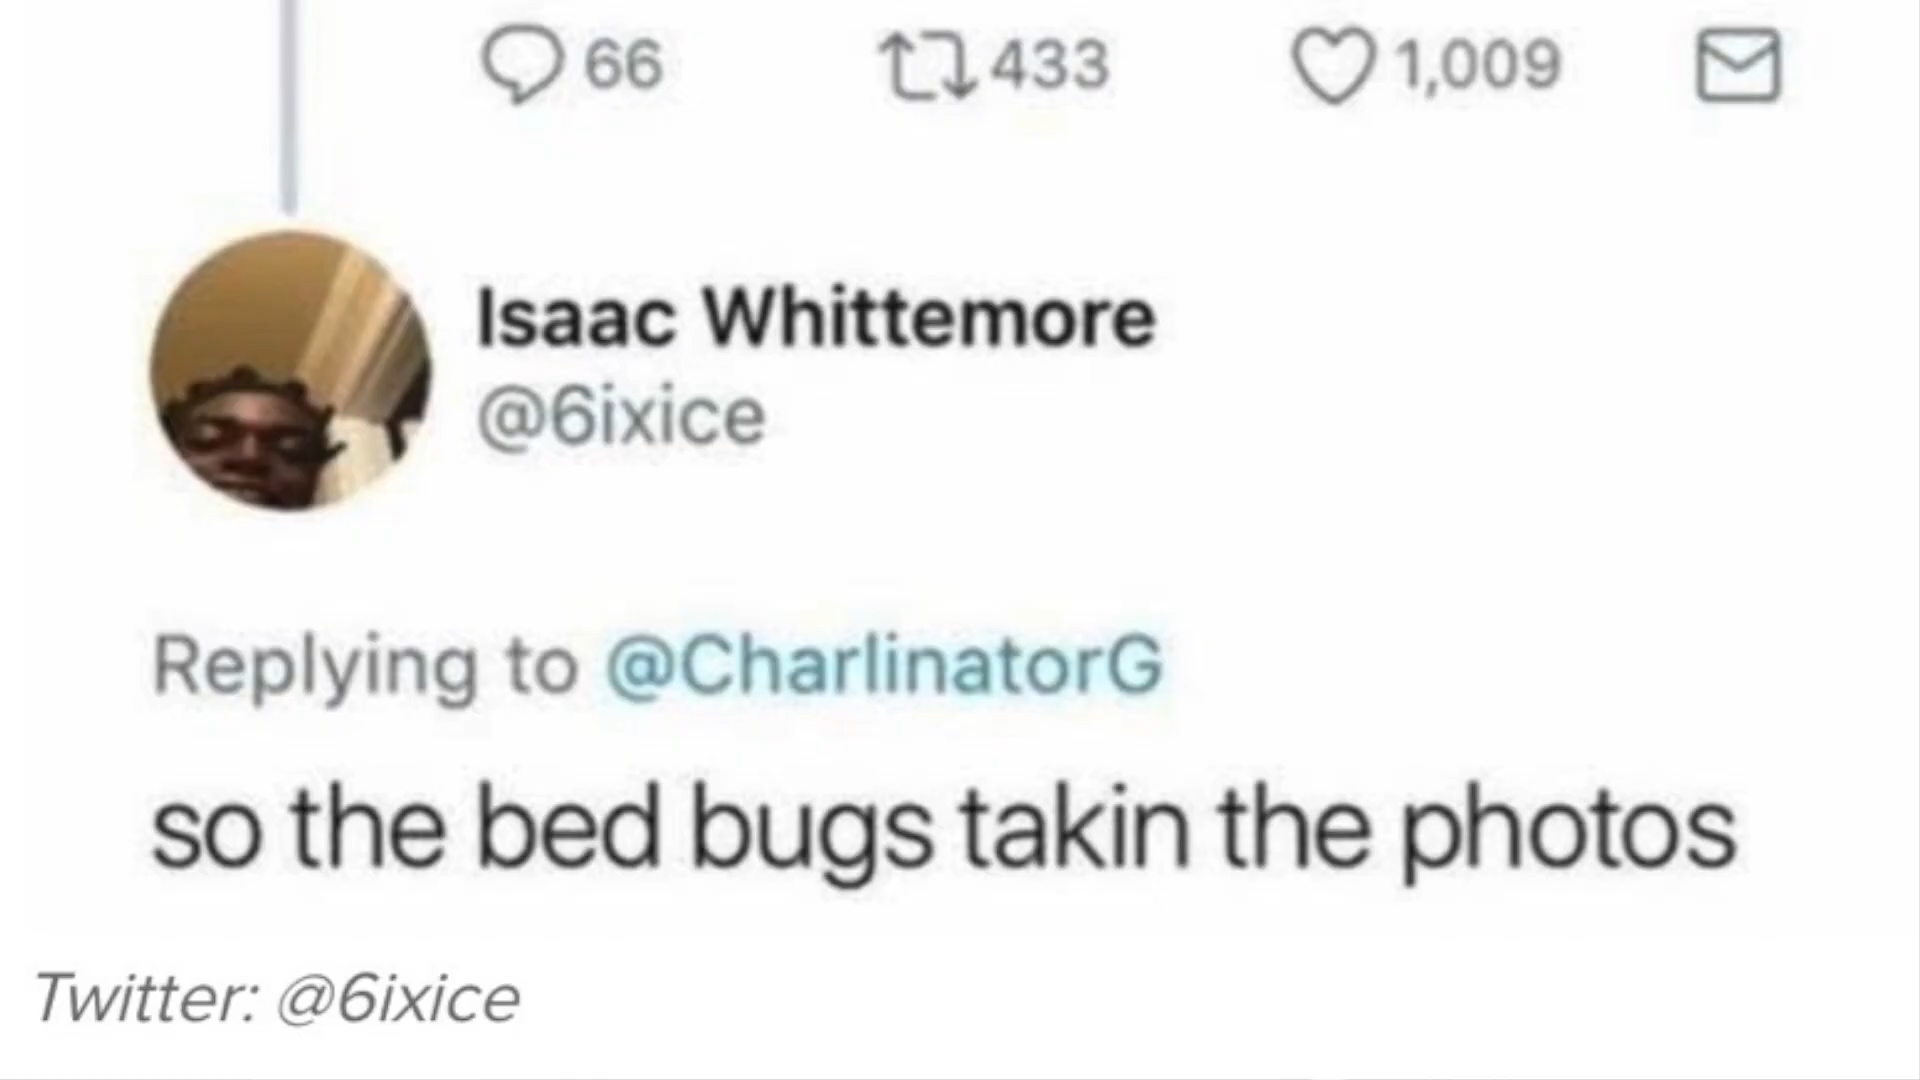 66 433 1,009
Isaac Whittemore
@6ixice
Replying to @CharlinatorG
so the bed bugs takin the photos
Twitter: @6ixice